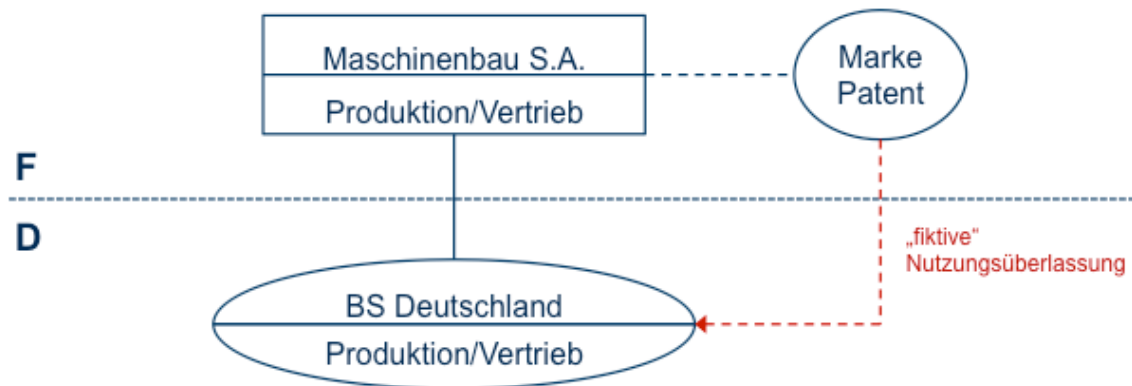 Maschinenbau S.A.
Produktion/Vertrieb
Marke
Patent
F
D
„fiktive“
Nutzungsüberlassung
BS Deutschland
Produktion/Vertrieb